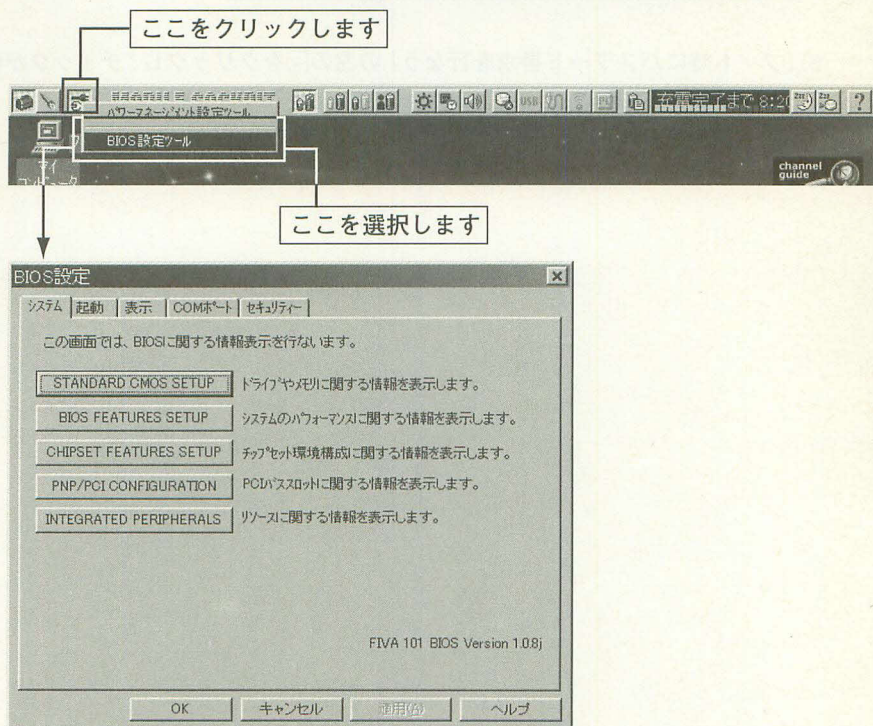 ここをクリックします
パワーマネージメント設定ツール
USB
充電完了まで 8:20
?
BIOS設定ツール
マイ
コンピュータ
channel
guide
ここを選択します
BIOS設定
システム 起動 表示 COMポート セキュリティー
この画面では、BIOSに関する情報表示を行ないます。
STANDARD CMOS SETUP ドライブやメモリに関する情報を表示します。
BIOS FEATURES SETUP システムのパフォーマンスに関する情報を表示します。
CHIPSET FEATURES SETUP チップセット環境構成に関する情報を表示します。
PNP/PCI CONFIGURATION PCIバススロットに関する情報を表示します。
INTEGRATED PERIPHERALS リソースに関する情報を表示します。
FIVA 101 BIOS Version 1.0.8j
OK キャンセル 適用(A) ヘルプ